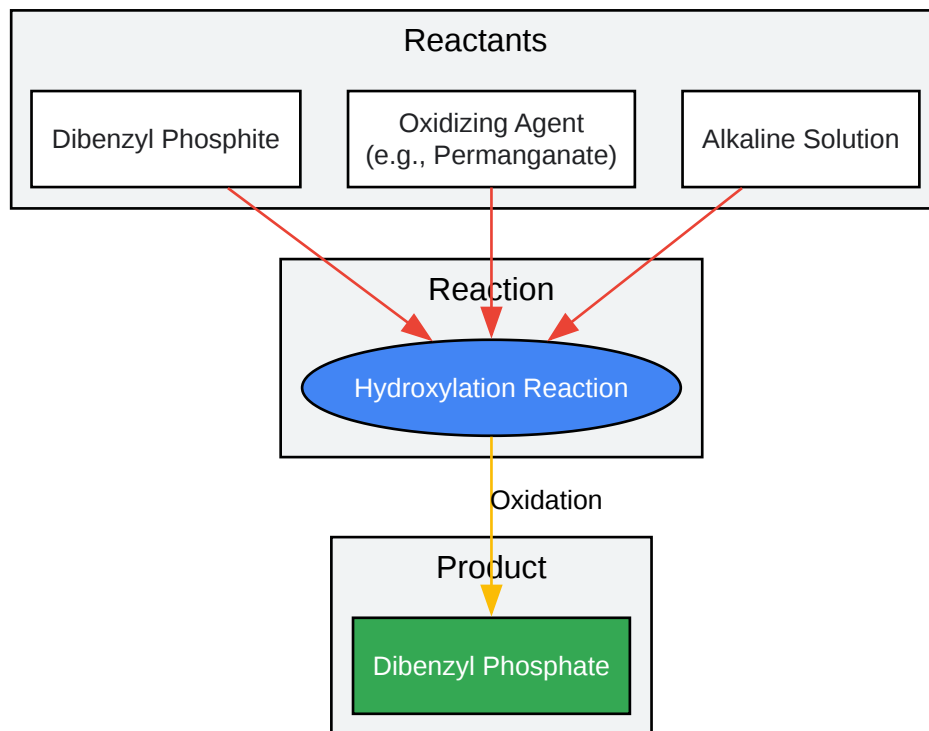 Reactants
Dibenzyl Phosphite
Oxidizing Agent
(e.g., Permanganate)
Alkaline Solution
Reaction
Hydroxylation Reaction
Oxidation
Product
Dibenzyl Phosphate